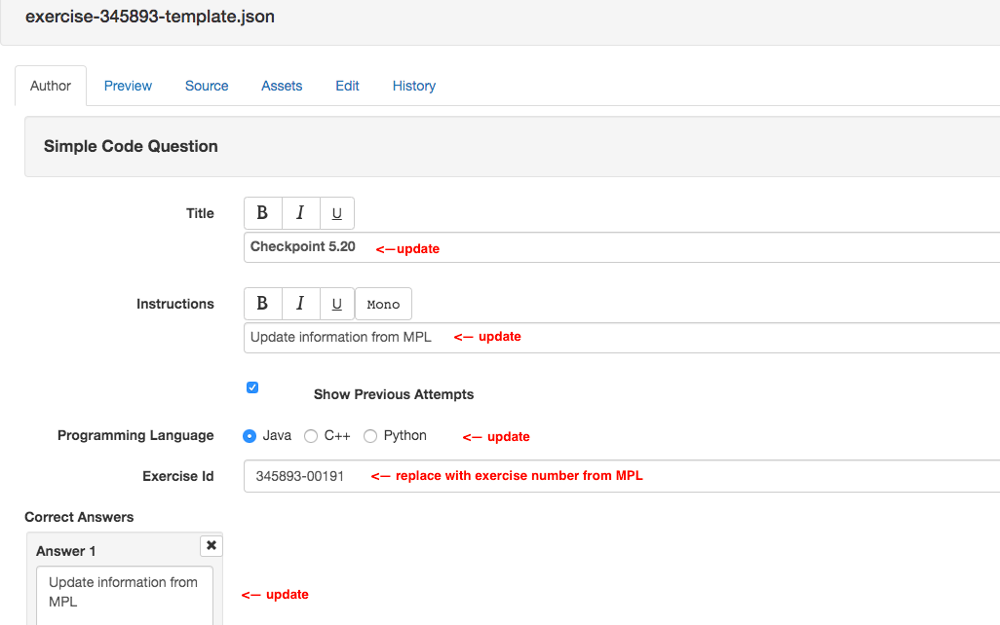 exercise-345893-template.json
Author Preview Source Assets Edit History
Simple Code Question
Title B I U
Checkpoint 5.20 <—update
Instructions B I U Mono
Update information from MPL <— update
Show Previous Attempts
Programming Language Java C++ Python <— update
Exercise Id 345893-00191 <— replace with exercise number from MPL
Correct Answers
Answer 1 ✖
Update information from
MPL
<— update